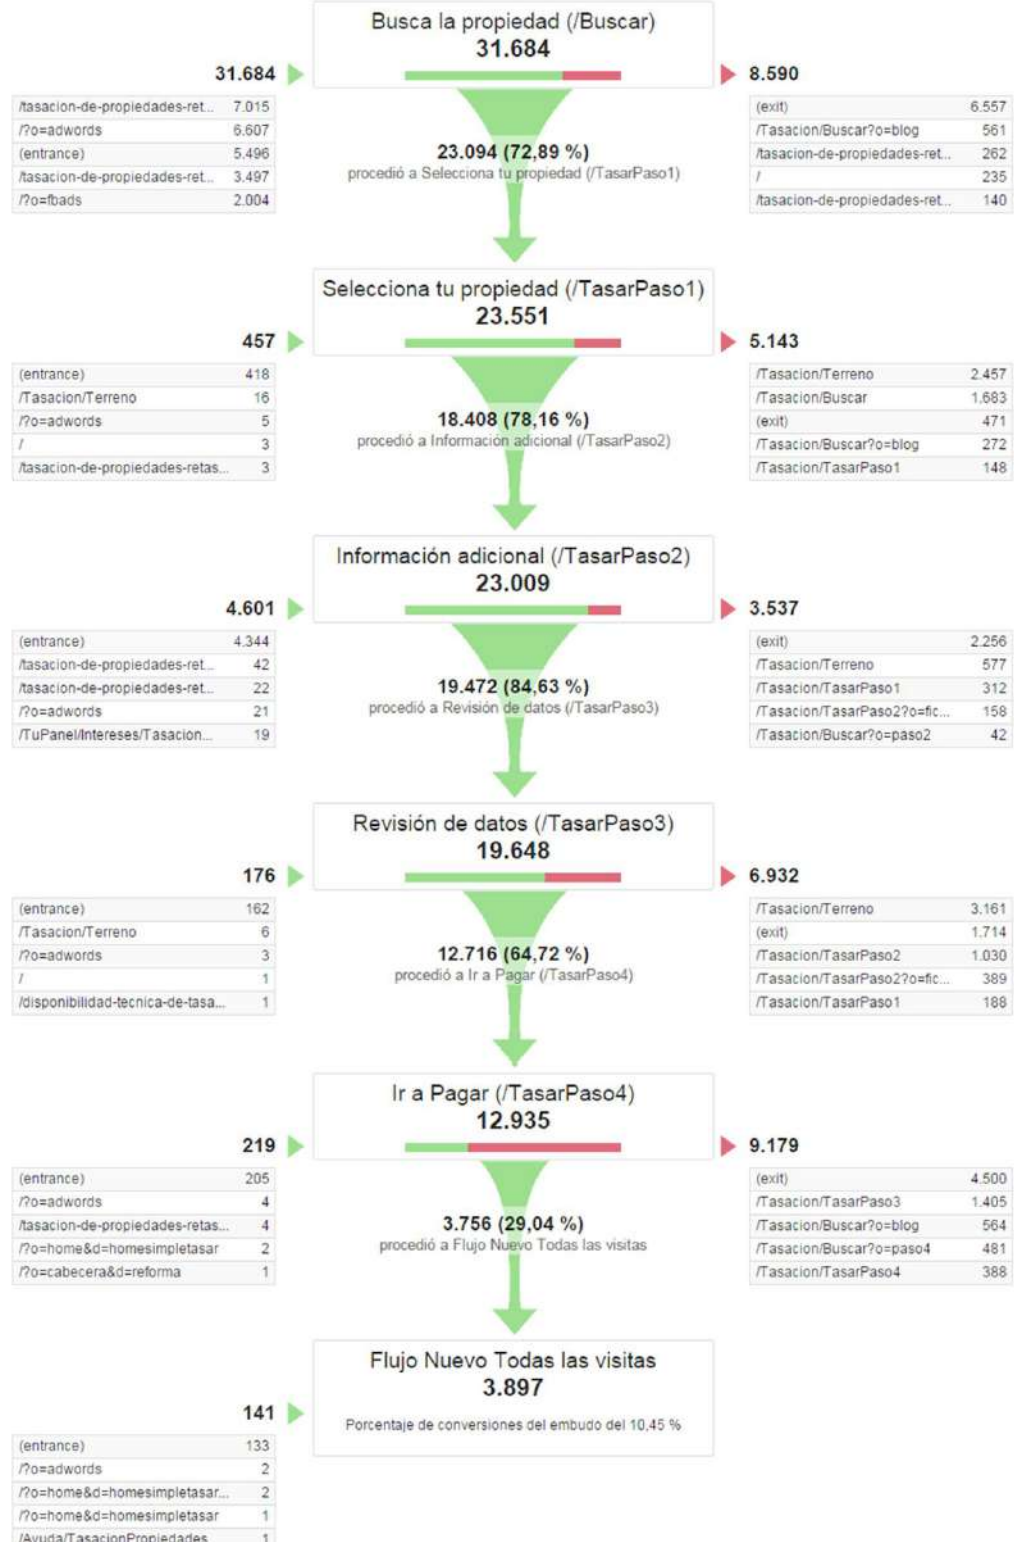 Busca la propiedad (/Buscar)
31.684
31.684
8.590
/tasacion-de-propiedades-ret... 7.015
/?o=adwords 6.607
(entrance) 5.496
/tasacion-de-propiedades-ret... 3.497
/?o=fbads 2.004
23.094 (72,89 %)
procedió a Selecciona tu propiedad (/TasarPaso1)
(exit) 6.557
/Tasacion/Buscar?o=blog 561
/tasacion-de-propiedades-ret... 262
/ 235
/tasacion-de-propiedades-ret... 140
Selecciona tu propiedad (/TasarPaso1)
23.551
457
5.143
(entrance) 418
/Tasacion/Terreno 16
/?o=adwords 5
/ 3
/tasacion-de-propiedades-retas... 3
18.408 (78,16 %)
procedió a Información adicional (/TasarPaso2)
/Tasacion/Terreno 2.457
/Tasacion/Buscar 1.683
(exit) 471
/Tasacion/Buscar?o=blog 272
/Tasacion/TasarPaso1 148
Información adicional (/TasarPaso2)
23.009
4.601
3.537
(entrance) 4.344
/tasacion-de-propiedades-ret... 42
/tasacion-de-propiedades-ret... 22
/?o=adwords 21
/TuPanel/Intereses/Tasacion... 19
19.472 (84,63 %)
procedió a Revisión de datos (/TasarPaso3)
(exit) 2.256
/Tasacion/Terreno 577
/Tasacion/TasarPaso1 312
/Tasacion/TasarPaso2?o=fic... 158
/Tasacion/Buscar?o=paso2 42
Revisión de datos (/TasarPaso3)
19.648
176
6.932
(entrance) 162
/Tasacion/Terreno 6
/?o=adwords 3
/ 1
/disponibilidad-tecnica-de-tasa... 1
12.716 (64,72 %)
procedió a Ir a Pagar (/TasarPaso4)
/Tasacion/Terreno 3.161
(exit) 1.714
/Tasacion/TasarPaso2 1.030
/Tasacion/TasarPaso2?o=fic... 389
/Tasacion/TasarPaso1 188
Ir a Pagar (/TasarPaso4)
12.935
219
9.179
(entrance) 205
/?o=adwords 4
/tasacion-de-propiedades-retas... 4
/?o=home&d=homesimpletasar 2
/?o=cabecera&d=reforma 1
3.756 (29,04 %)
procedió a Flujo Nuevo Todas las visitas
(exit) 4.500
/Tasacion/TasarPaso3 1.405
/Tasacion/Buscar?o=blog 564
/Tasacion/Buscar?o=paso4 481
/Tasacion/TasarPaso4 388
Flujo Nuevo Todas las visitas
3.897
Porcentaje de conversiones del embudo del 10,45 %
141
(entrance) 133
/?o=adwords 2
/?o=home&d=homesimpletasar... 2
/?o=home&d=homesimpletasar 1
/Ayuda/TasacionPropiedades 1